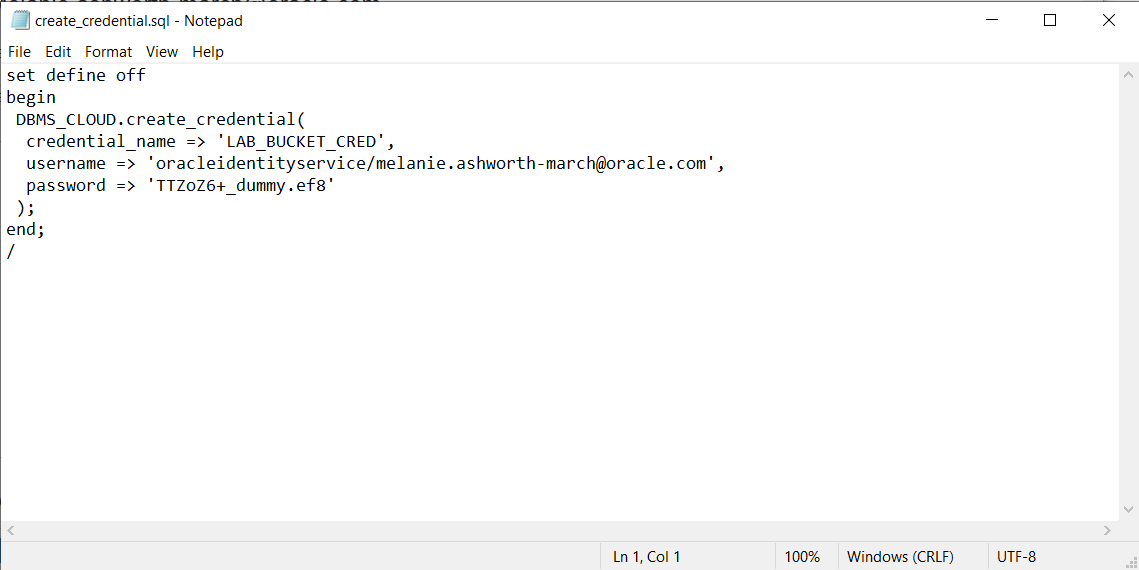 create_credential.sql - Notepad
File Edit Format View Help
set define off
begin
 DBMS_CLOUD.create_credential(
  credential_name => 'LAB_BUCKET_CRED',
  username => 'oracleidentityservice/melanie.ashworth-march@oracle.com',
  password => 'TTZoZ6+_dummy.ef8'
 );
end;
/
Ln 1, Col 1 100% Windows (CRLF) UTF-8